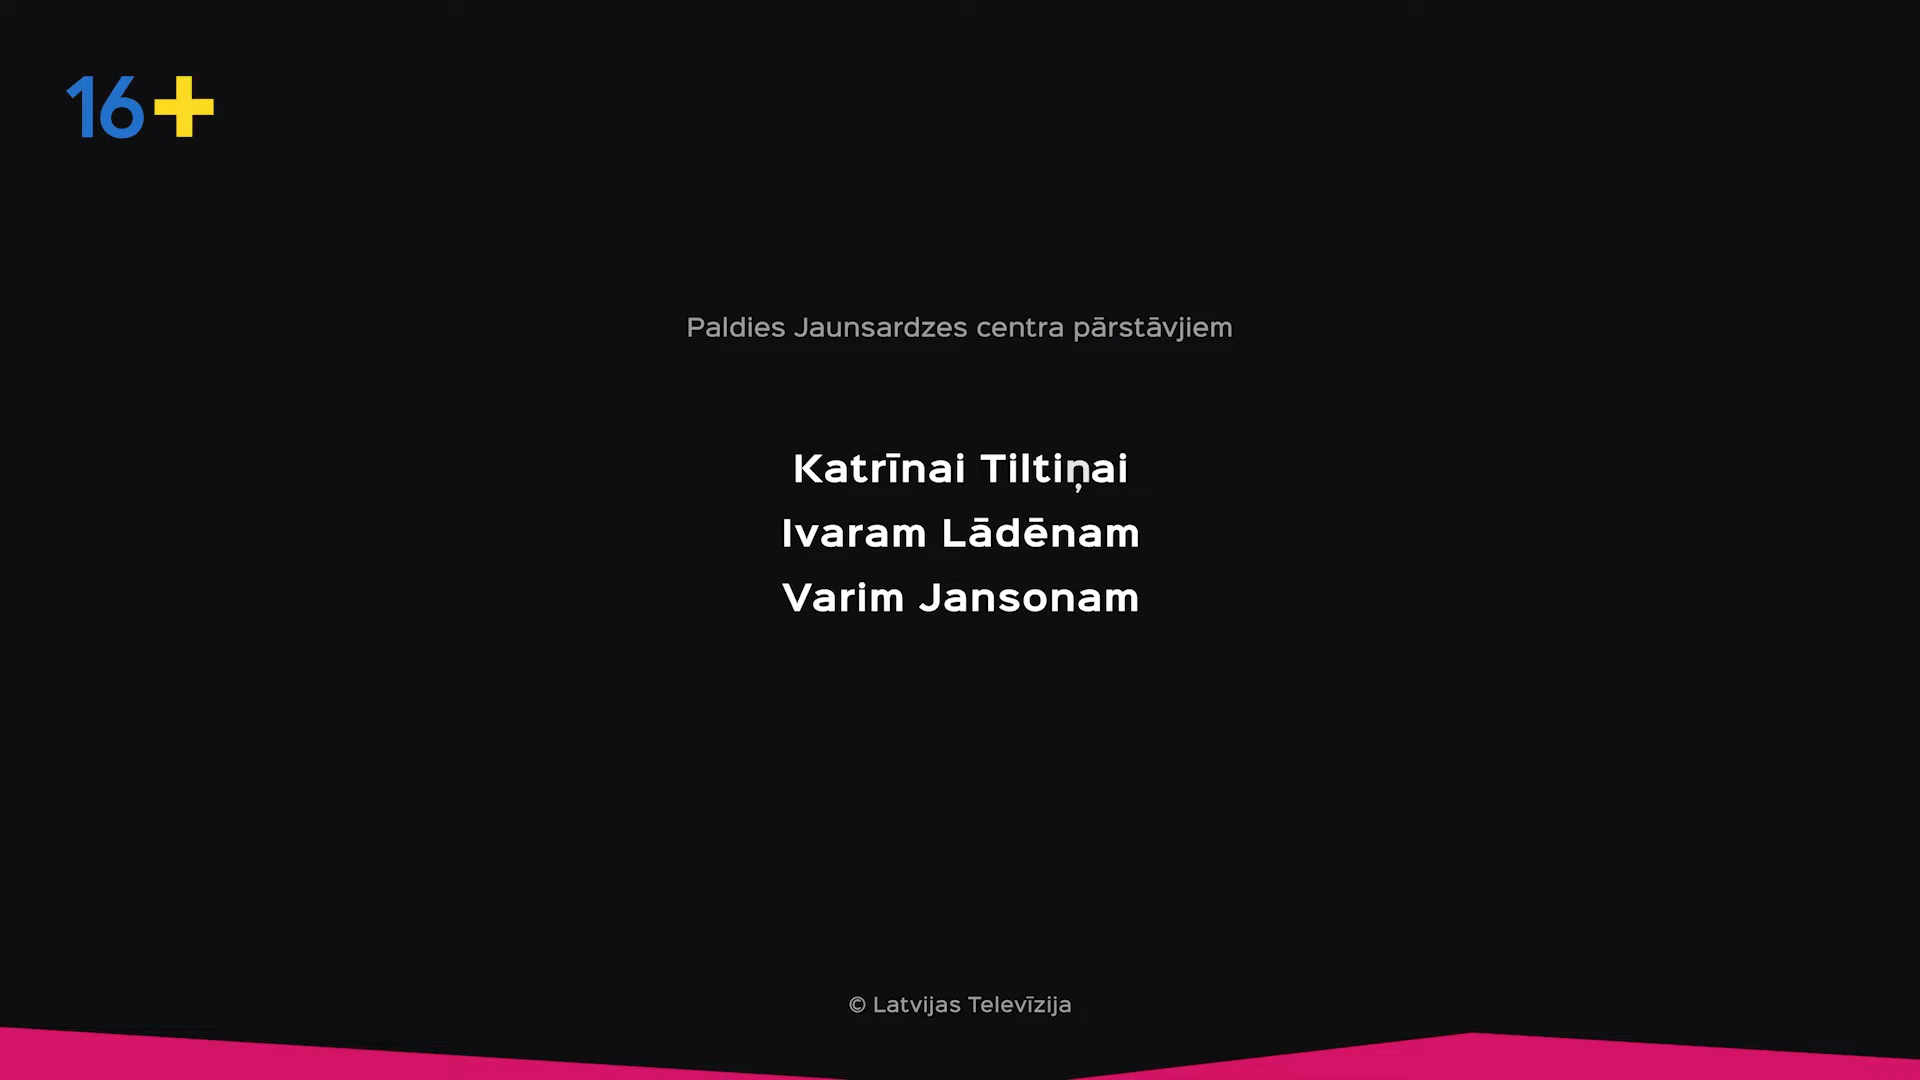 16+
Paldies Jaunsardzes centra pārstāvjiem
Katrīnai Tiltiņai
Ivaram Lādēnam
Varim Jansonam
© Latvijas Televīzija